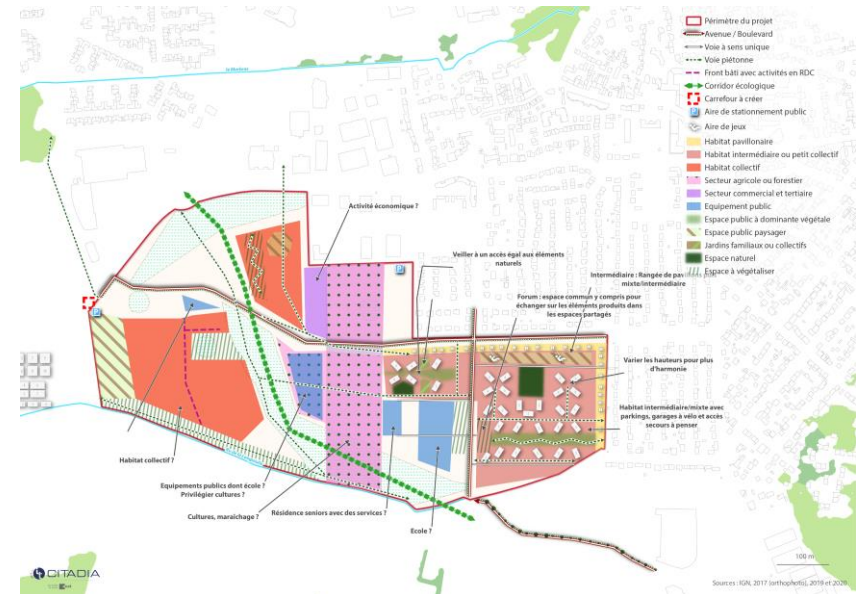 Périmètre du projet
Avenue / Boulevard
Voie à sens unique
Voie piétonne
Front bâti avec activités en RDC
Corridor écologique
Carrefour à créer
Aire de stationnement public
Aire de jeux
Habitat pavillonaire
Habitat intermédiaire ou petit collectif
Habitat collectif
Secteur agricole ou forestier
Secteur commercial et tertiaire
Equipement public
Espace public à dominante végétale
Espace public paysager
Jardins familiaux ou collectifs
Espace naturel
Espace à végétaliser
Activité économique ?
Veiller à un accès égal aux éléments
naturels
Intermédiaire : Rangée de
mixte/intermédiaire
Forum : espace commun y compris pour
échanger sur les éléments produits dans
les espaces partagés
Varier les hauteurs pour plus
d'harmonie
Habitat intermédiaire/mixte avec
parkings, garages à vélo et accès
secours à penser
Habitat collectif ?
Equipements publics dont école ?
Privilégier cultures ?
Cultures, maraîchage ?
Résidence seniors avec des services ?
Ecole ?
100 m
CITADIA
Sources : IGN, 2017 (orthophoto), 2019 et 2020